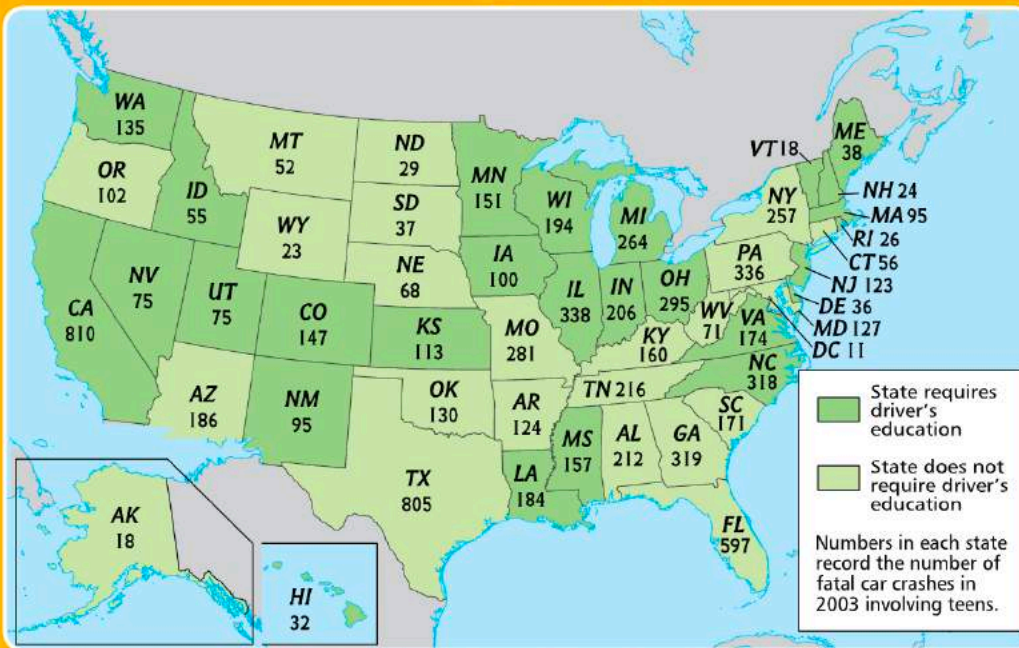 WA
135
OR
102
ID
55
MT
52
ND
29
MN
151
WY
23
SD
37
WI
194
MI
264
VT 18
ME
38
NY
257
NH 24
MA 95
RI 26
CT 56
NJ 123
DE 36
MD 127
DC 11
PA
336
CA
810
NV
75
UT
75
CO
147
NE
68
IA
100
KS
113
IL
338
IN
206
OH
295
WV
71
VA
174
MO
281
KY
160
NC
318
AZ
186
NM
95
OK
130
AR
124
TN 216
SC
171
TX
805
LA
184
MS
157
AL
212
GA
319
FL
597
AK
18
HI
32
State requires
driver's
education
State does not
require driver's
education
Numbers in each state
record the number of
fatal car crashes in
2003 involving teens.